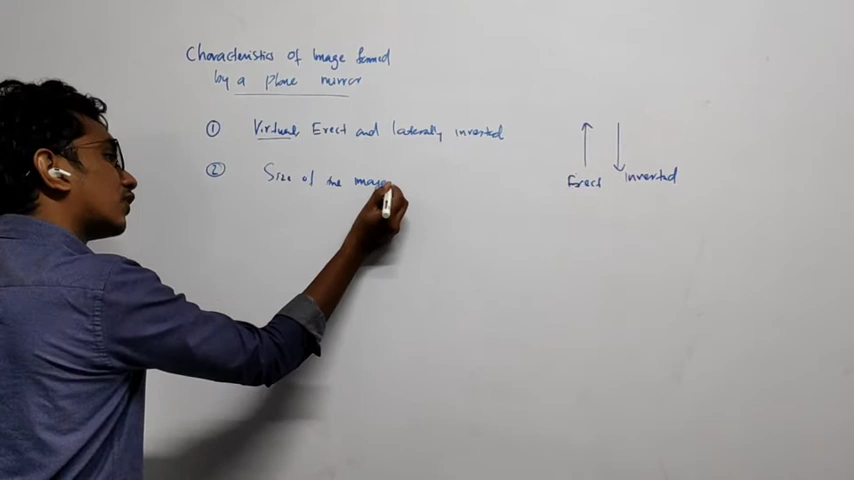 Characteristics of Image formed
by a plane mirror
① Virtual Erect and laterally inverted
② Size of the image
Erect
Inverted